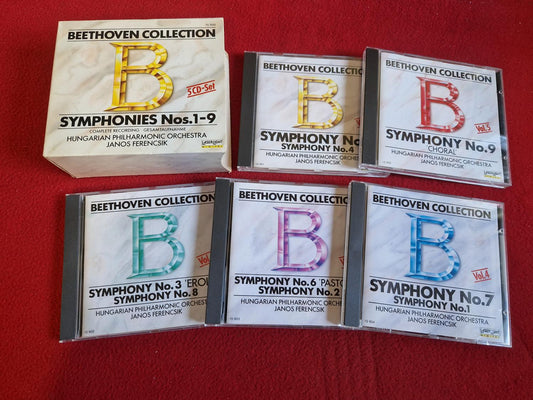 BEETHOVEN COLLECTION
B
5 CD-Set
SYMPHONIES Nos.1-9
COMPLETE RECORDING · GESAMTAUFNAHME
HUNGARIAN PHILHARMONIC ORCHESTRA
JANOS FERENCSIK
BEETHOVEN COLLECTION
B
SYMPHONY No.
SYMPHONY No.4
HUNGARIAN PHILHARMONIC
JANOS FERENCSIK
BEETHOVEN COLLECTION
B
Vol.5
SYMPHONY No.9
'CHORAL'
HUNGARIAN PHILHARMONIC ORCHESTRA
JANOS FERENCSIK
BEETHOVEN COLLECTION
B
SYMPHONY No.3 'EROI
SYMPHONY No.8
HUNGARIAN PHILHARMONIC ORCHEST
JANOS FERENCSIK
BEETHOVEN COLLECTION
B
SYMPHONY No.6 'PASTO
SYMPHONY No.2
HUNGARIAN PHILHARMONIC ORCHE
JANOS FERENCSIK
BEETHOVEN COLLECTION
B
Vol.4
SYMPHONY No.7
SYMPHONY No.1
HUNGARIAN PHILHARMONIC ORCHESTRA
JANOS FERENCSIK